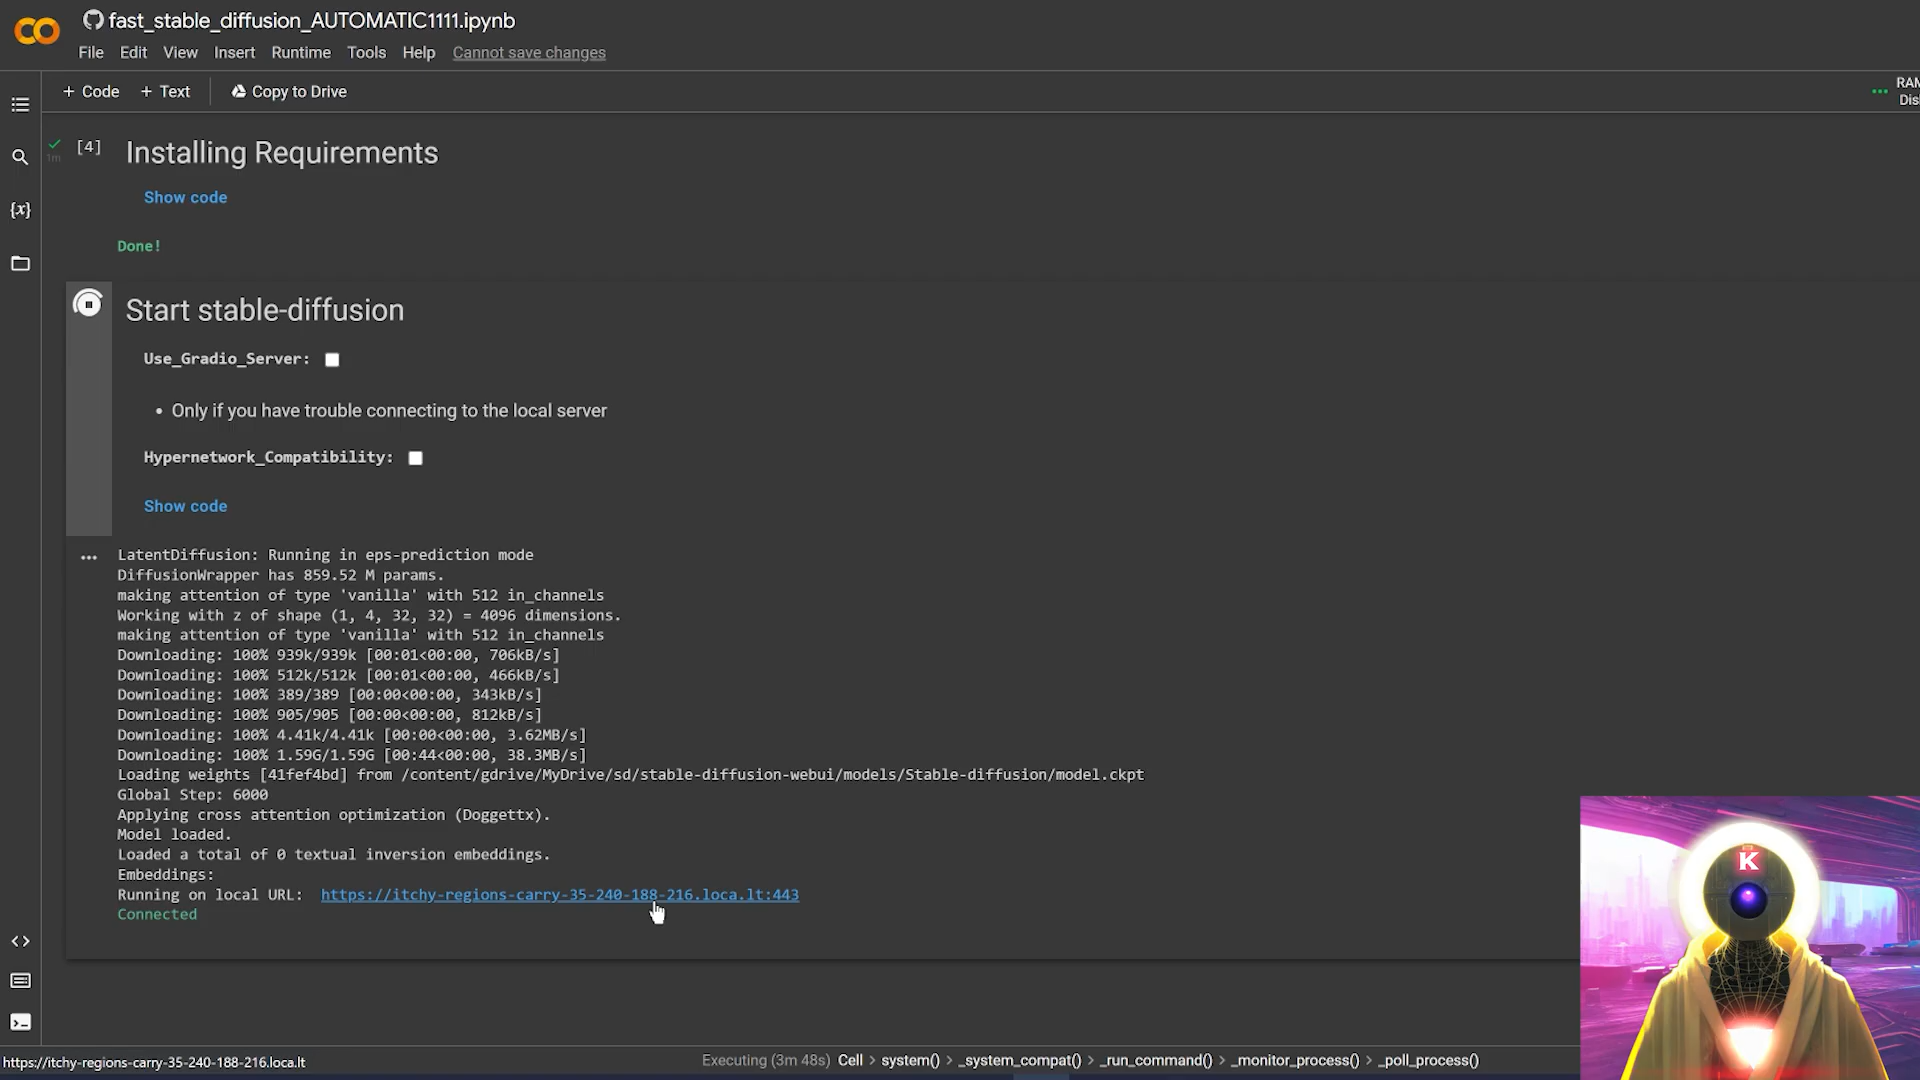 fast_stable_diffusion_AUTOMATIC1111.ipynb
File Edit View Insert Runtime Tools Help Cannot save changes
+ Code + Text Copy to Drive
RAM
[4] Installing Requirements
1m
Show code
{x}
Done!
Start stable-diffusion
Use_Gradio_Server:
• Only if you have trouble connecting to the local server
Hypernetwork_Compatibility:
Show code
LatentDiffusion: Running in eps-prediction mode
DiffusionWrapper has 859.52 M params.
making attention of type 'vanilla' with 512 in_channels
Working with z of shape (1, 4, 32, 32) = 4096 dimensions.
making attention of type 'vanilla' with 512 in_channels
Downloading: 100% 939k/939k [00:01<00:00, 706kB/s]
Downloading: 100% 512k/512k [00:01<00:00, 466kB/s]
Downloading: 100% 389/389 [00:00<00:00, 343kB/s]
Downloading: 100% 905/905 [00:00<00:00, 812kB/s]
Downloading: 100% 4.41k/4.41k [00:00<00:00, 3.62MB/s]
Downloading: 100% 1.59G/1.59G [00:44<00:00, 38.3MB/s]
Loading weights [41fef4bd] from /content/gdrive/MyDrive/sd/stable-diffusion-webui/models/Stable-diffusion/model.ckpt
Global Step: 6000
Applying cross attention optimization (Doggettx).
Model loaded.
Loaded a total of 0 textual inversion embeddings.
Embeddings:
Running on local URL: https://itchy-regions-carry-35-240-188-216.loca.lt:443
Connected
K
https://itchy-regions-carry-35-240-188-216.loca.lt
Executing (3m 48s) Cell > system() > _system_compat() > _run_command() > _monitor_process() > _poll_process()